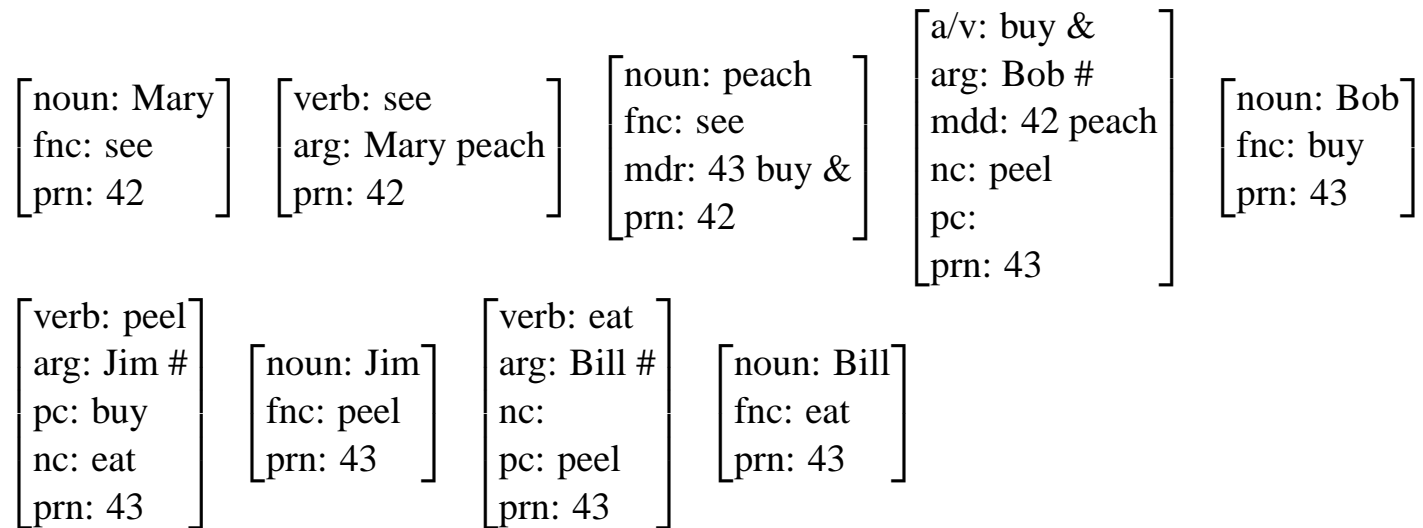 noun: Mary
fnc: see
prn: 42
verb: see
arg: Mary peach
prn: 42
noun: peach
fnc: see
mdr: 43 buy &
prn: 42
a/v: buy &
arg: Bob #
mdd: 42 peach
nc: peel
pc:
prn: 43
noun: Bob
fnc: buy
prn: 43
verb: peel
arg: Jim #
pc: buy
nc: eat
prn: 43
noun: Jim
fnc: peel
prn: 43
verb: eat
arg: Bill #
nc:
pc: peel
prn: 43
noun: Bill
fnc: eat
prn: 43